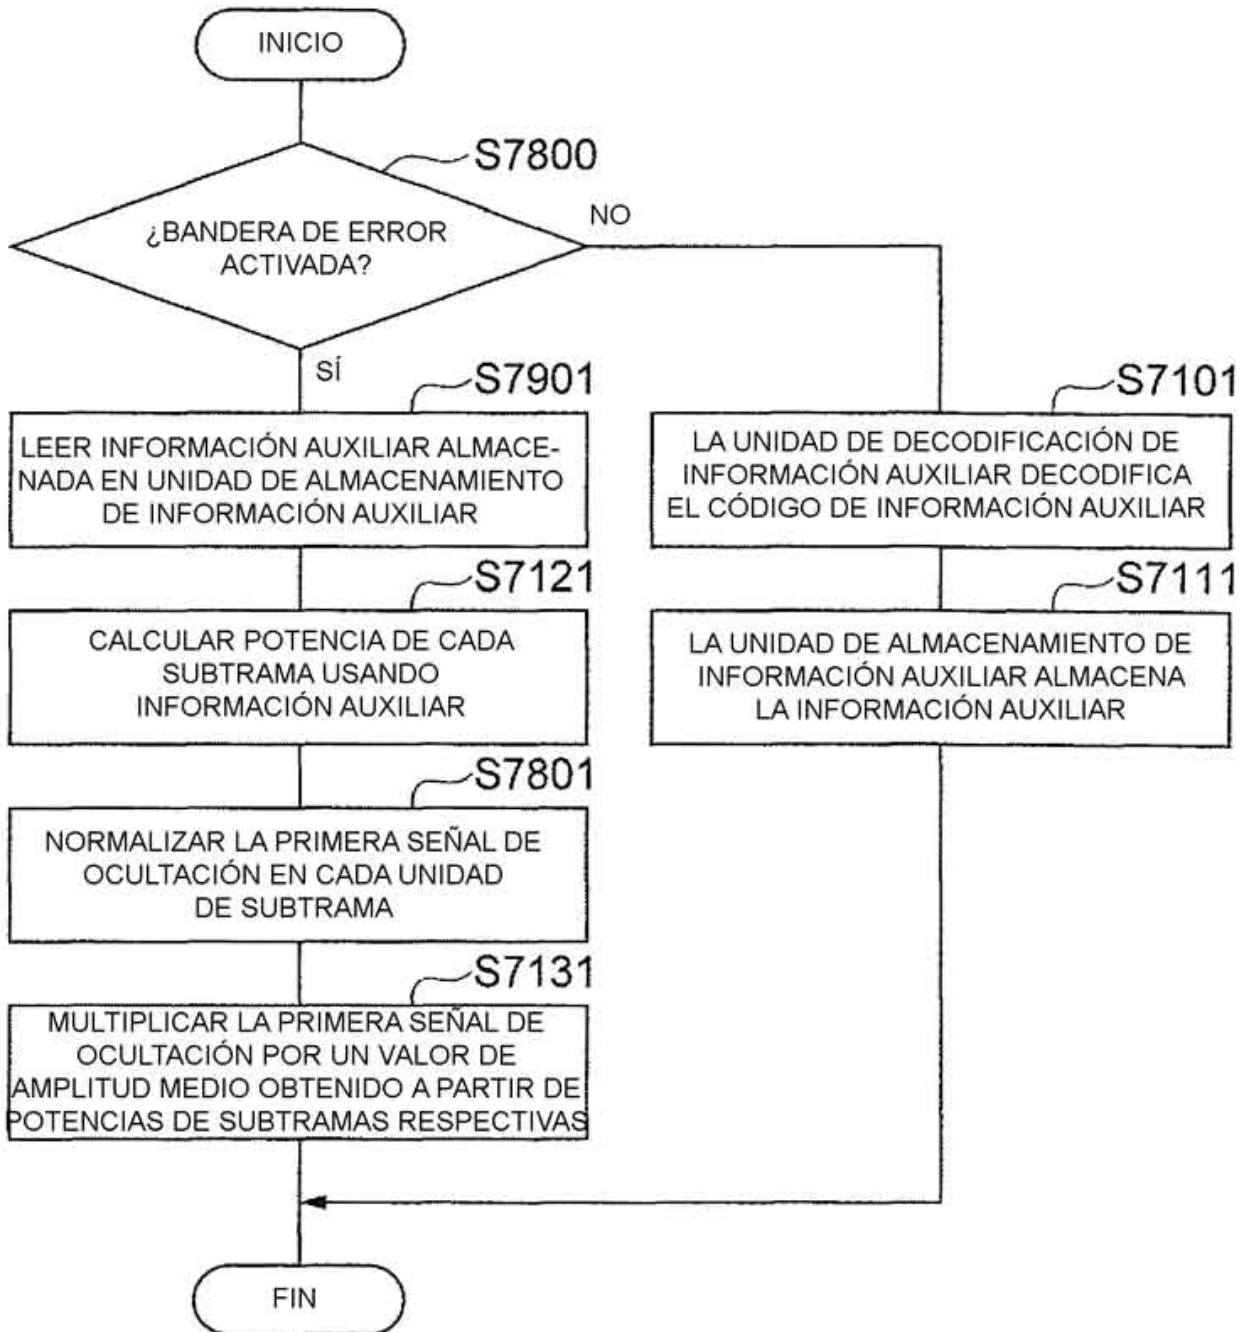 INICIO
S7800
¿BANDERA DE ERROR
ACTIVADA?
NO
SÍ
S7901
LEER INFORMACIÓN AUXILIAR ALMACE-
NADA EN UNIDAD DE ALMACENAMIENTO
DE INFORMACIÓN AUXILIAR
S7121
CALCULAR POTENCIA DE CADA
SUBTRAMA USANDO
INFORMACIÓN AUXILIAR
S7801
NORMALIZAR LA PRIMERA SEÑAL DE
OCULTACIÓN EN CADA UNIDAD
DE SUBTRAMA
S7131
MULTIPLICAR LA PRIMERA SEÑAL DE
OCULTACIÓN POR UN VALOR DE
AMPLITUD MEDIO OBTENIDO A PARTIR DE
POTENCIAS DE SUBTRAMAS RESPECTIVAS
S7101
LA UNIDAD DE DECODIFICACIÓN DE
INFORMACIÓN AUXILIAR DECODIFICA
EL CÓDIGO DE INFORMACIÓN AUXILIAR
S7111
LA UNIDAD DE ALMACENAMIENTO DE
INFORMACIÓN AUXILIAR ALMACENA
LA INFORMACIÓN AUXILIAR
FIN